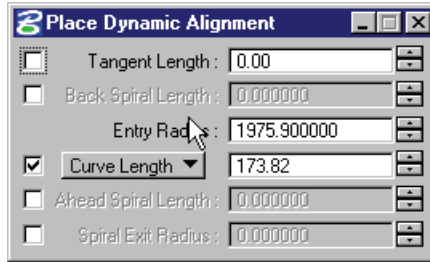 Place Dynamic Alignment
Tangent Length : 0.00
Back Spiral Length : 0.000000
Entry Radius : 1975.900000
Curve Length 173.82
Ahead Spiral Length : 0.000000
Spiral Exit Radius : 0.000000